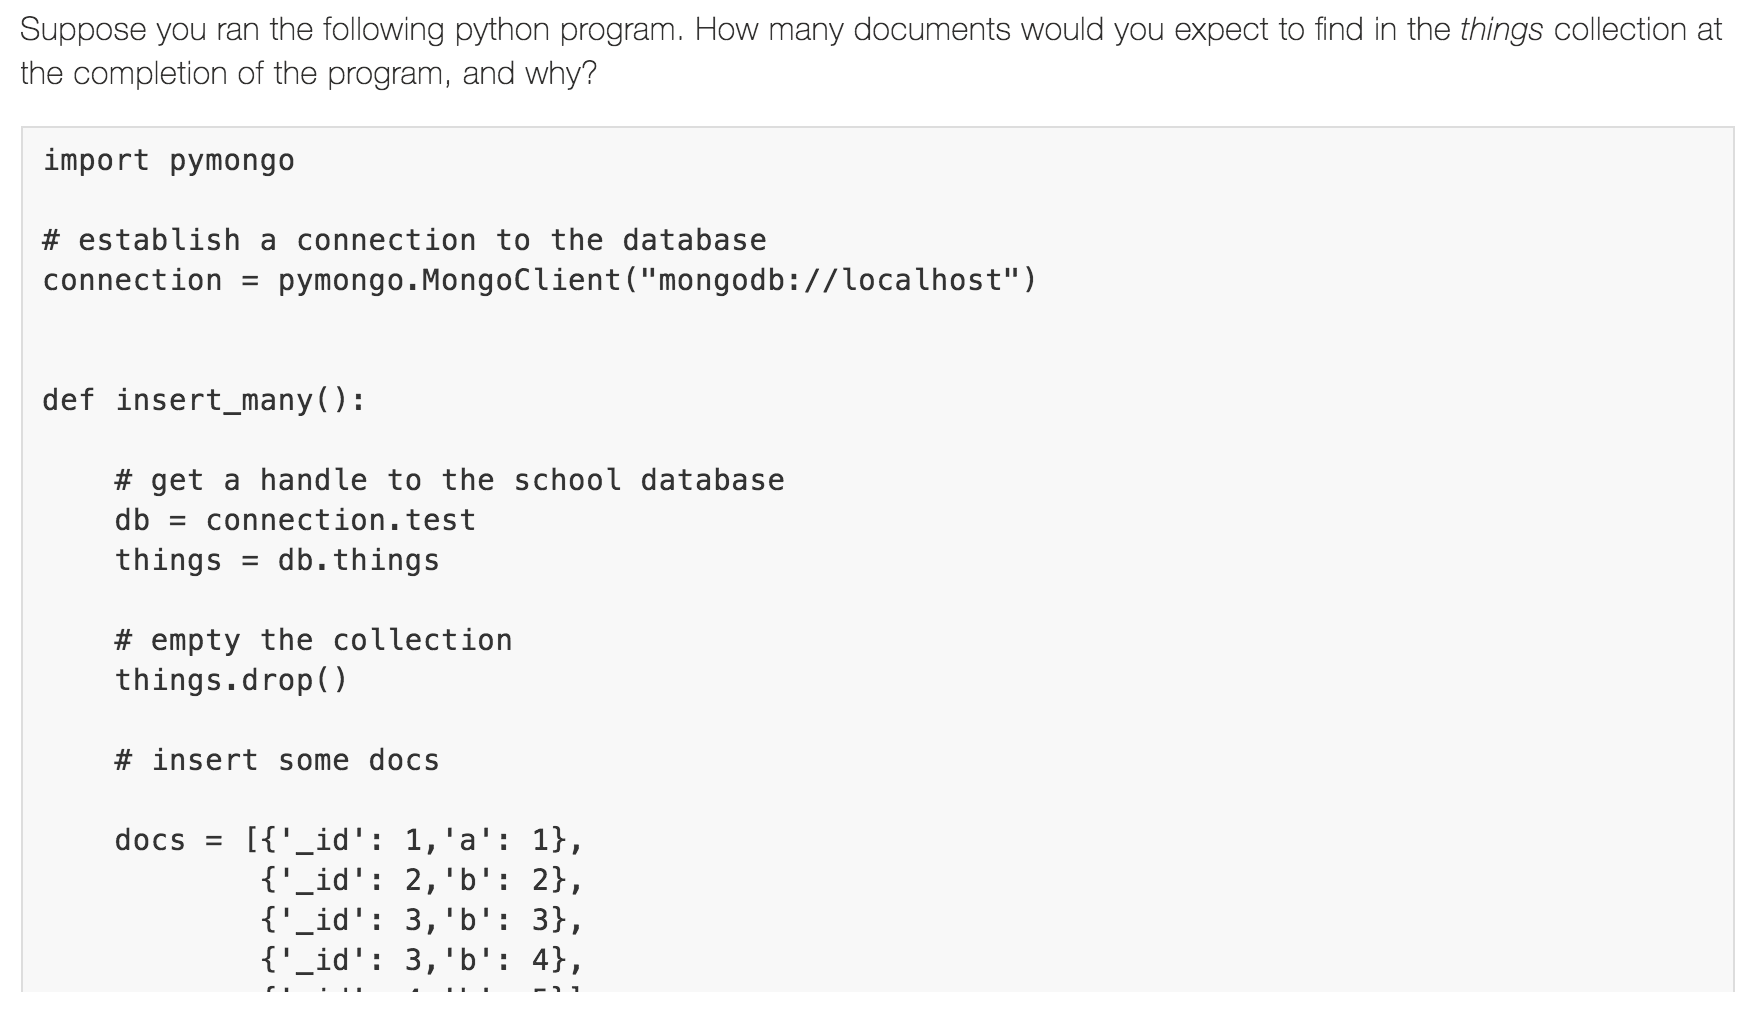 Suppose you ran the following python program. How many documents would you expect to find in the things collection at
the completion of the program, and why?
import pymongo
# establish a connection to the database
connection = pymongo.MongoClient("mongodb://localhost")
def insert_many():
# get a handle to the school database
db = connection.test
things = db.things
# empty the collection
things.drop()
# insert some docs
docs = [{'_id': 1,'a': 1},
{'_id': 2,'b': 2},
{'_id': 3,'b': 3},
{'_id': 3,'b': 4},